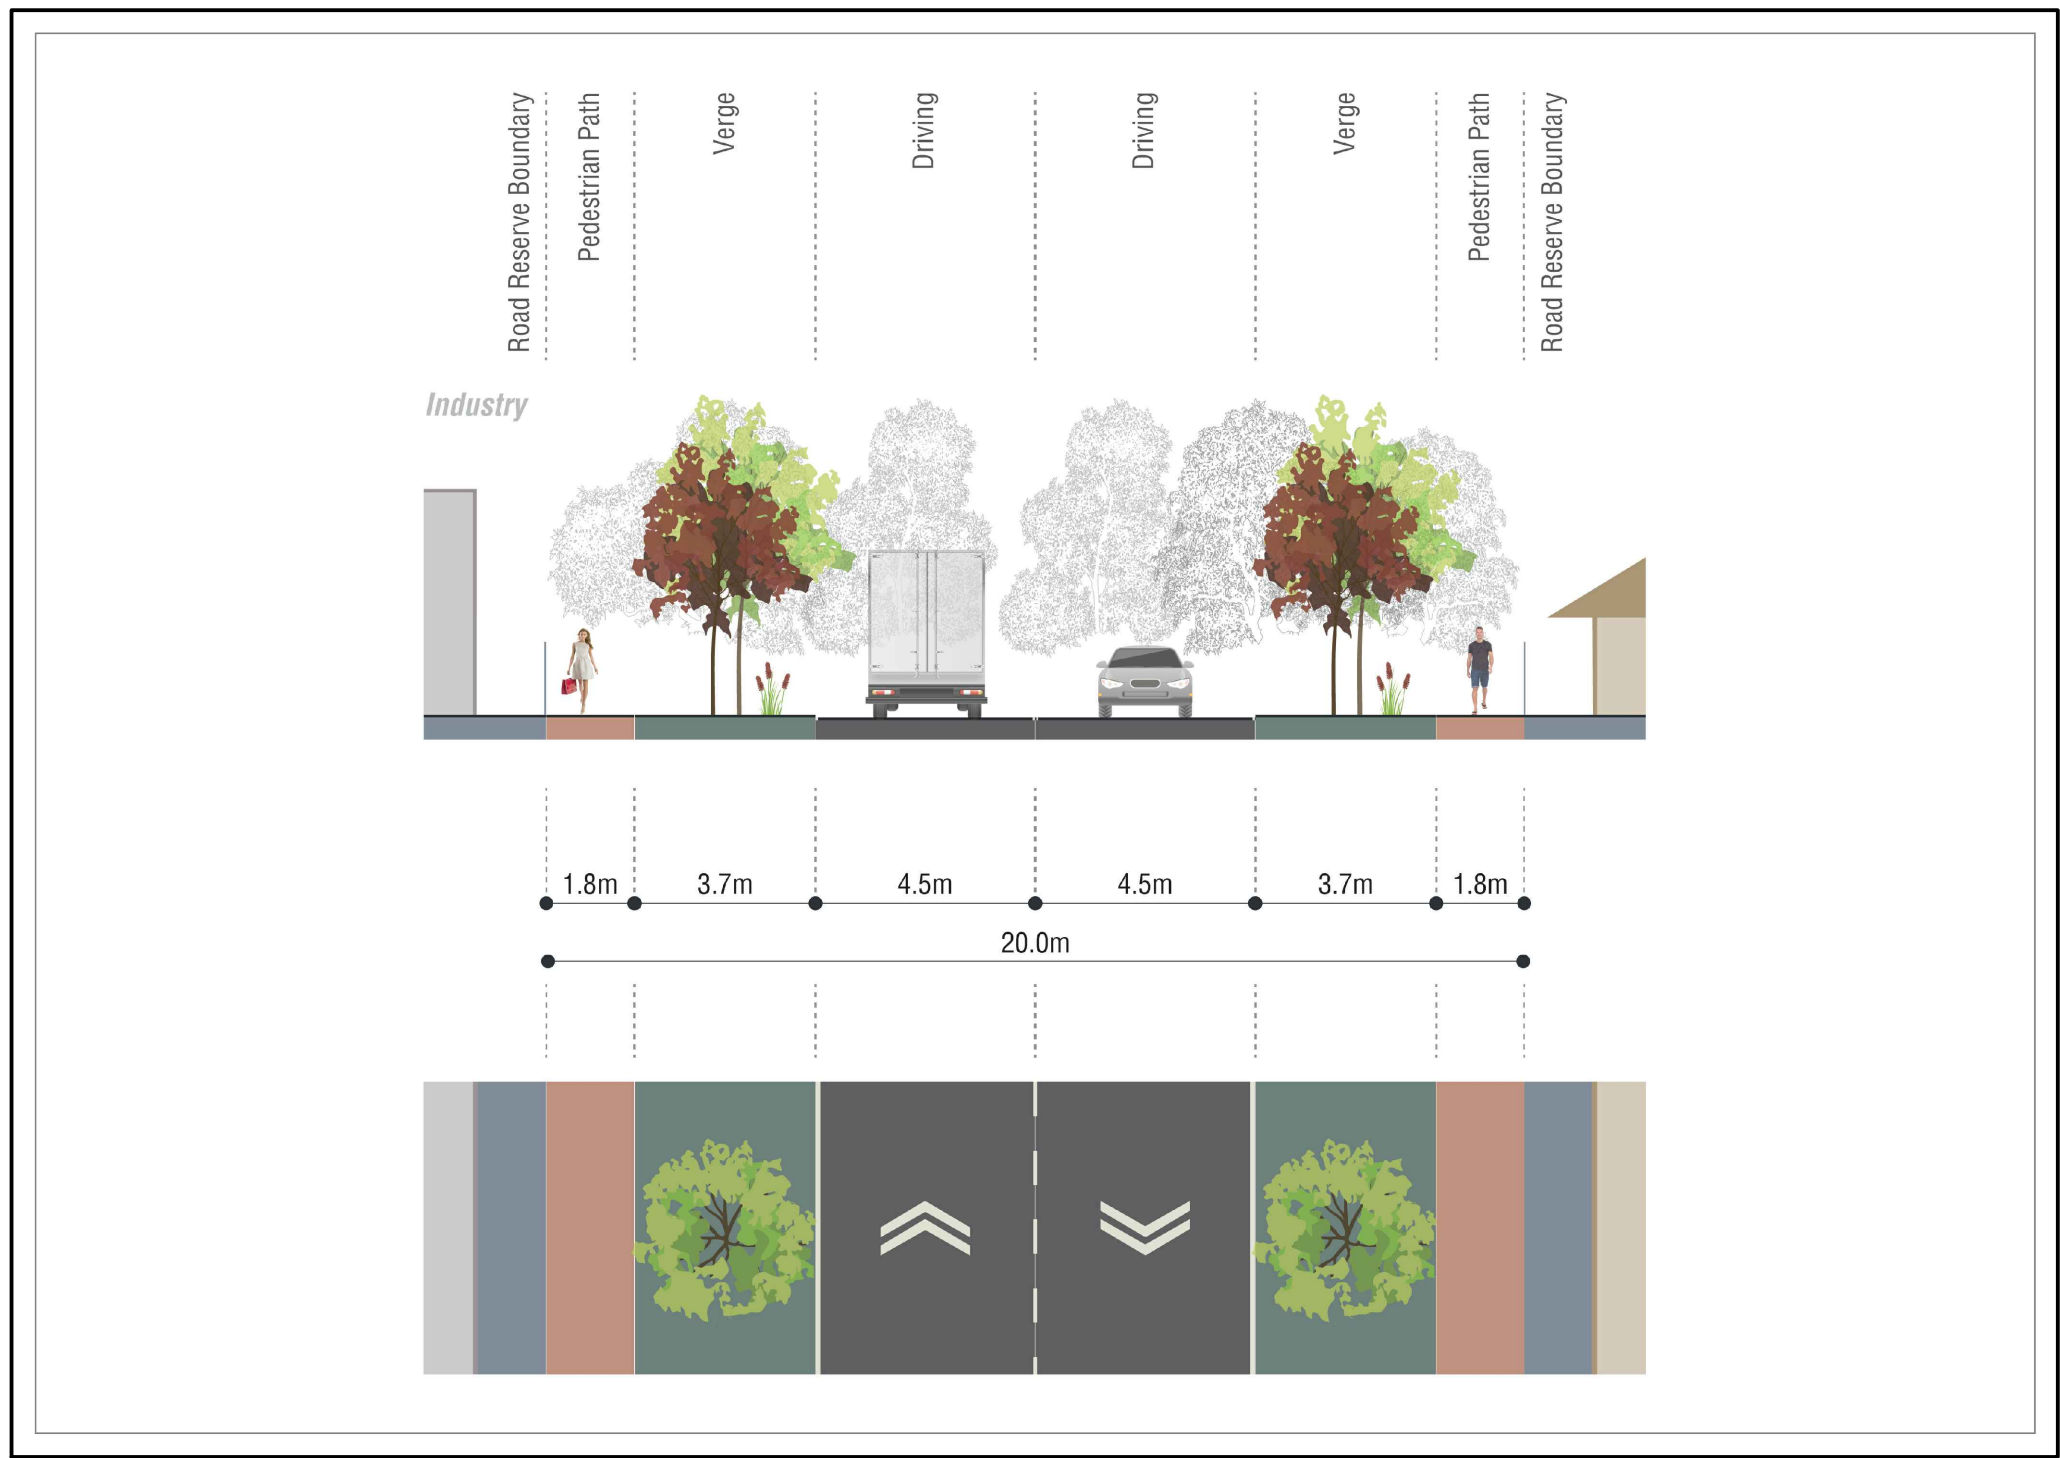 Road Reserve Boundary
Pedestrian Path
Verge
Driving
Driving
Verge
Pedestrian Path
Road Reserve Boundary
Industry
1.8m
3.7m
4.5m
4.5m
3.7m
1.8m
20.0m